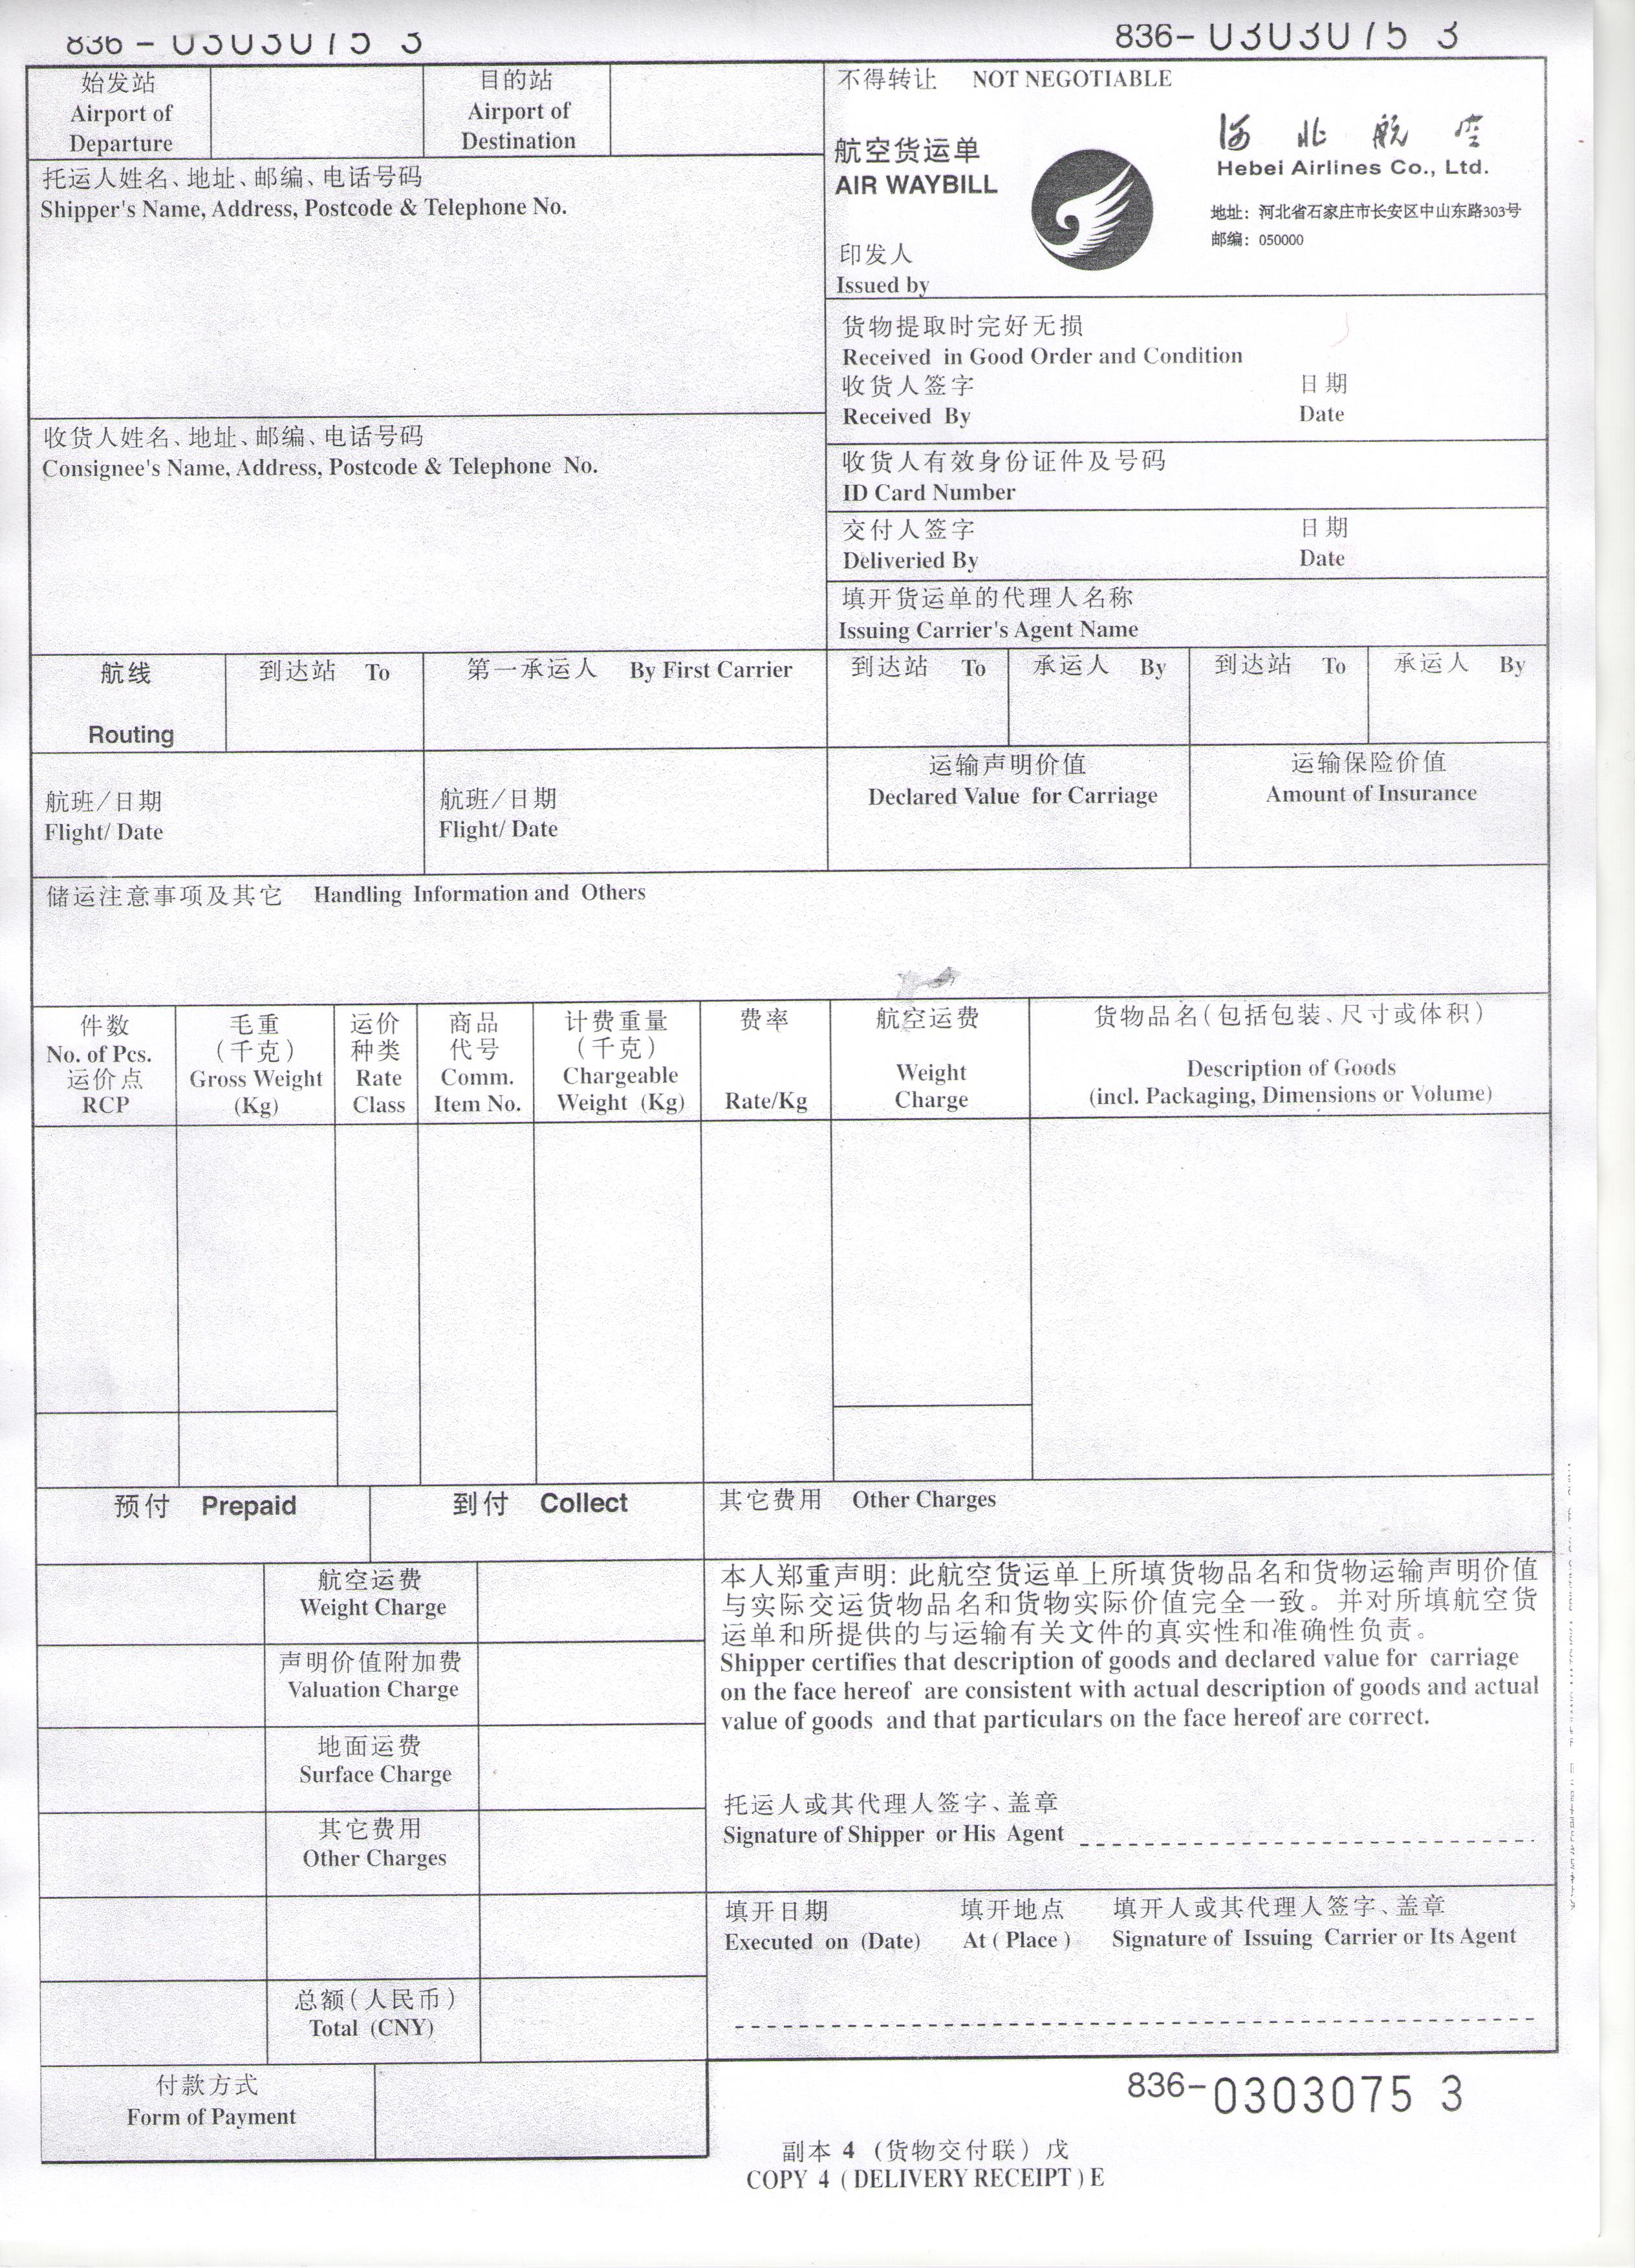 836-0303075 3
836-0303075 3
始发站
Airport of
Departure
目的站
Airport of
Destination
不得转让 NOT NEGOTIABLE
航空货运单
AIR WAYBILL
河北航空
Hebei Airlines Co., Ltd.
地址：河北省石家庄市长安区中山东路303号
邮编：050000
印发人
Issued by
托运人姓名、地址、邮编、电话号码
Shipper's Name, Address, Postcode & Telephone No.
货物提取时完好无损
Received in Good Order and Condition
收货人签字 日期
Received By Date
收货人姓名、地址、邮编、电话号码
Consignee's Name, Address, Postcode & Telephone No.
收货人有效身份证件及号码
ID Card Number
交付人签字 日期
Deliveried By Date
填开货运单的代理人名称
Issuing Carrier's Agent Name
航线
Routing
到达站 To
第一承运人 By First Carrier
到达站 To
承运人 By
到达站 To
承运人 By
航班/日期
Flight/ Date
航班/日期
Flight/ Date
运输声明价值
Declared Value for Carriage
运输保险价值
Amount of Insurance
储运注意事项及其它 Handling Information and Others
件数
No. of Pcs.
运价点
RCP
毛重
（千克）
Gross Weight
(Kg)
运价
种类
Rate
Class
商品
代号
Comm.
Item No.
计费重量
（千克）
Chargeable
Weight (Kg)
费率
Rate/Kg
航空运费
Weight
Charge
货物品名（包括包装、尺寸或体积）
Description of Goods
(incl. Packaging, Dimensions or Volume)
预付 Prepaid
到付 Collect
其它费用 Other Charges
航空运费
Weight Charge
声明价值附加费
Valuation Charge
地面运费
Surface Charge
其它费用
Other Charges
总额（人民币）
Total (CNY)
付款方式
Form of Payment
本人郑重声明：此航空货运单上所填货物品名和货物运输声明价值
与实际交运货物品名和货物实际价值完全一致。并对所填航空货
运单和所提供的与运输有关文件的真实性和准确性负责。
Shipper certifies that description of goods and declared value for carriage
on the face hereof are consistent with actual description of goods and actual
value of goods and that particulars on the face hereof are correct.
托运人或其代理人签字、盖章
Signature of Shipper or His Agent
填开日期 填开地点 填开人或其代理人签字、盖章
Executed on (Date) At ( Place ) Signature of Issuing Carrier or Its Agent
836-0303075 3
副本 4 （货物交付联）戊
COPY 4 ( DELIVERY RECEIPT ) E